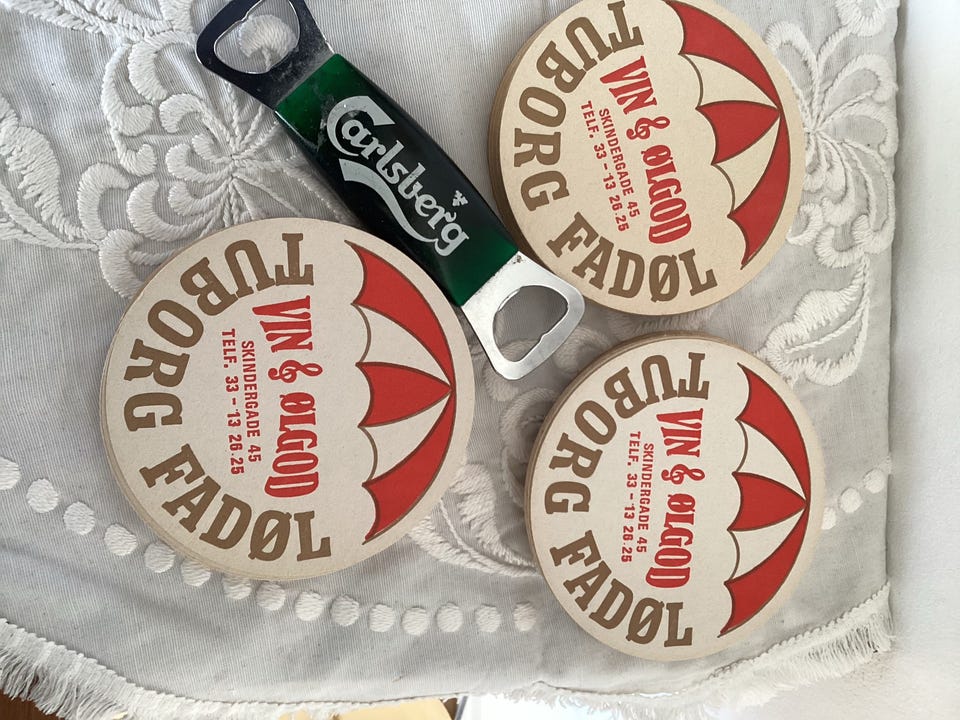 Carlsberg
VIN & ØLGOD
SKINDERGADE 45
TELF. 33-13 26.25
TUBORG FADØL
VIN & ØLGOD
SKINDERGADE 45
TELF. 33-13 26.25
TUBORG FADØL
VIN & ØLGOD
SKINDERGADE 45
TELF. 33-13 26.25
TUBORG FADØL